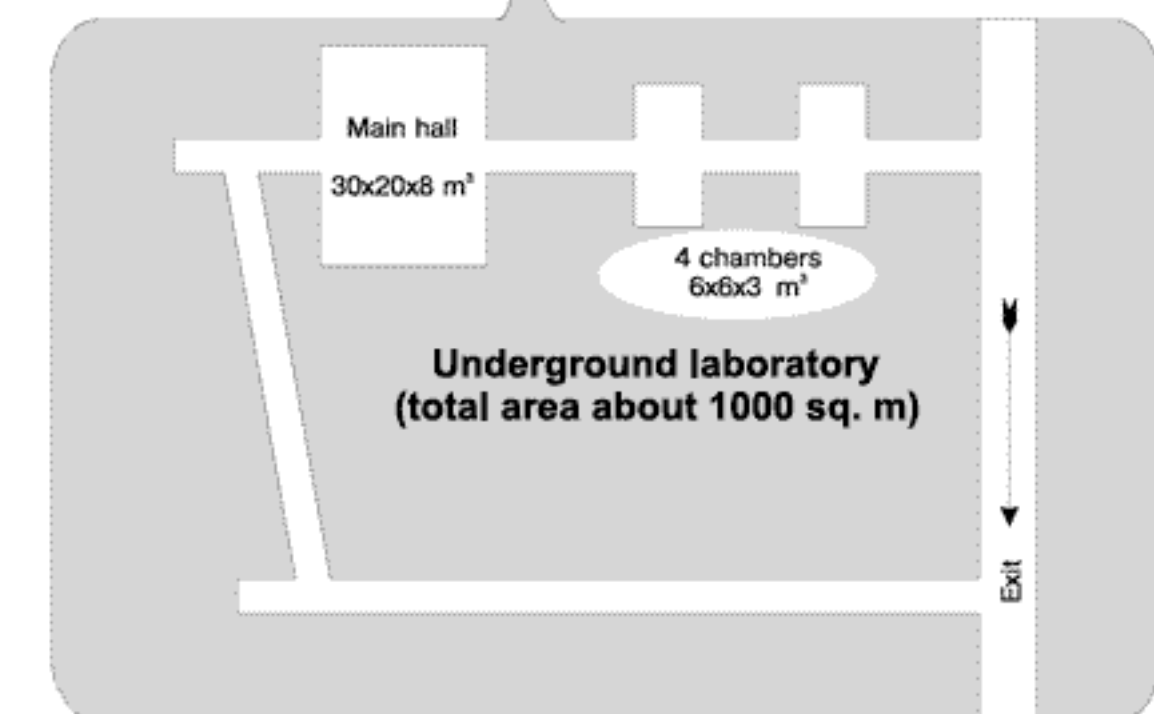 Main hall
30x20x8 m³
4 chambers
6x6x3 m³
Underground laboratory
(total area about 1000 sq. m)
Exit